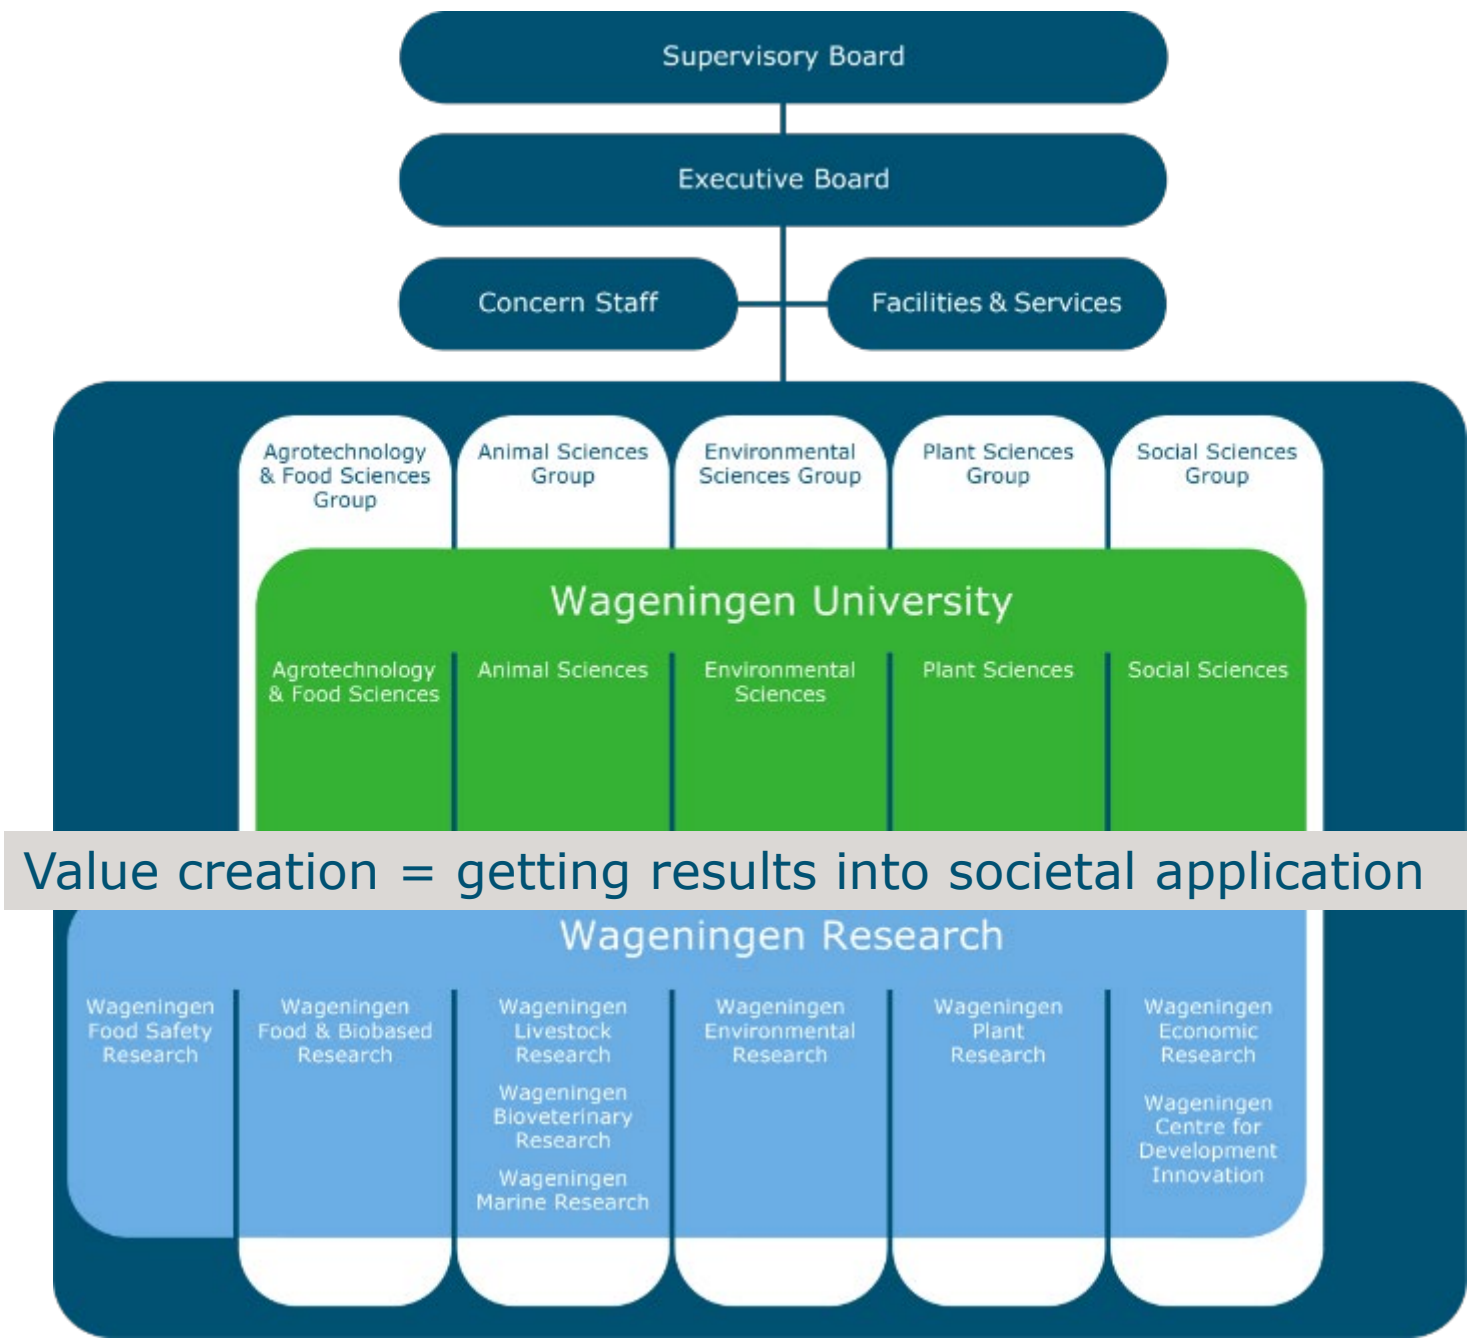 Supervisory Board
Executive Board
Concern Staff
Facilities & Services
Agrotechnology
& Food Sciences
Group
Animal Sciences
Group
Environmental
Sciences Group
Plant Sciences
Group
Social Sciences
Group
Wageningen University
Agrotechnology
& Food Sciences
Animal Sciences
Environmental
Sciences
Plant Sciences
Social Sciences
Value creation = getting results into societal application
Wageningen Research
Wageningen
Food Safety
Research
Wageningen
Food & Biobased
Research
Wageningen
Livestock
Research
Wageningen
Bioveterinary
Research
Wageningen
Marine Research
Wageningen
Environmental
Research
Wageningen
Plant
Research
Wageningen
Economic
Research
Wageningen
Centre for
Development
Innovation